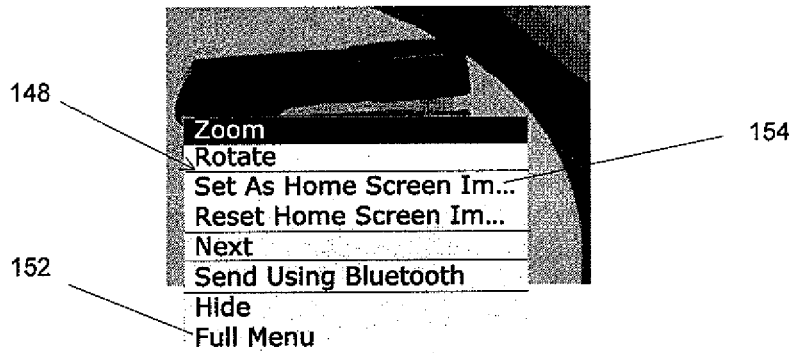 148
Zoom
154
Rotate
Set As Home Screen Im...
Reset Home Screen Im...
Next
152
Send Using Bluetooth
Hide
Full Menu